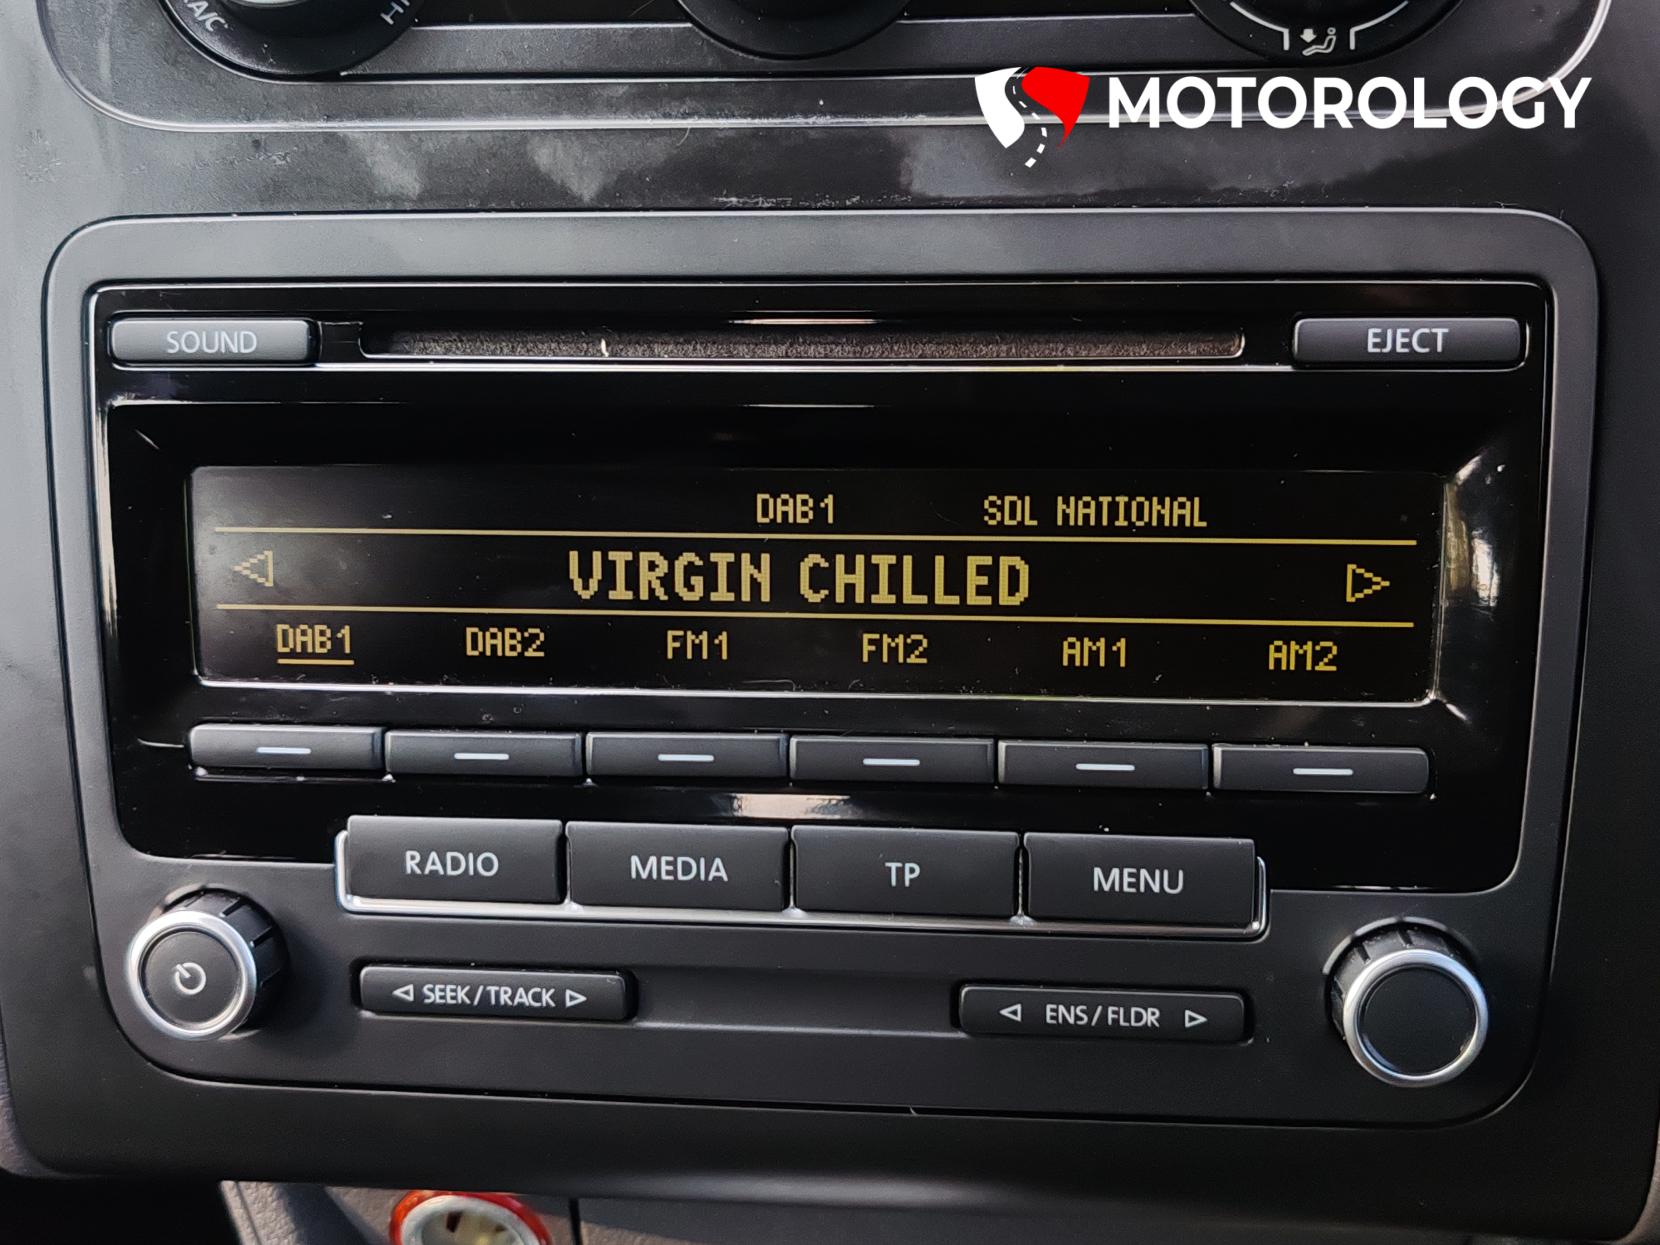 A/C
MOTOROLOGY
SOUND
EJECT
DAB1 SDL NATIONAL
VIRGIN CHILLED
DAB1 DAB2 FM1 FM2 AM1 AM2
RADIO MEDIA TP MENU
SEEK/TRACK ENS/FLDR